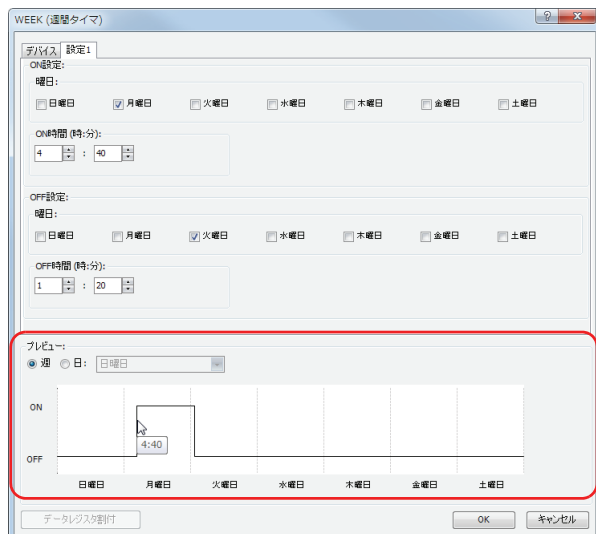 WEEK (週間タイマ)
デバイス 設定1
ON設定:
曜日:
日曜日 月曜日 火曜日 水曜日 木曜日 金曜日 土曜日
ON時間 (時:分):
4 : 40
OFF設定:
曜日:
日曜日 月曜日 火曜日 水曜日 木曜日 金曜日 土曜日
OFF時間 (時:分):
1 : 20
プレビュー:
週 日: 日曜日
ON
4:40
OFF
日曜日 月曜日 火曜日 水曜日 木曜日 金曜日 土曜日
データレジスタ割付 OK キャンセル